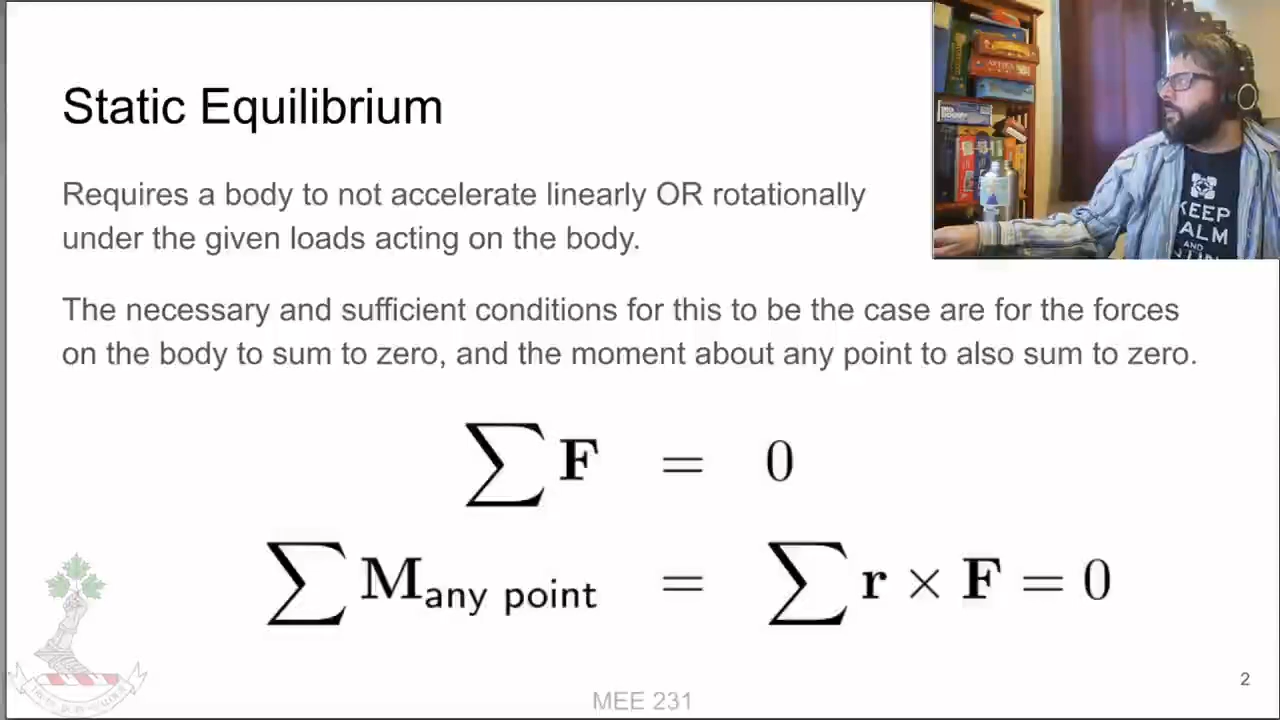 Static Equilibrium
Requires a body to not accelerate linearly OR rotationally
under the given loads acting on the body.
The necessary and sufficient conditions for this to be the case are for the forces
on the body to sum to zero, and the moment about any point to also sum to zero.
∑ F = 0
∑ M_any point = ∑ r × F = 0
MEE 231
2
KEEP
CALM
AND